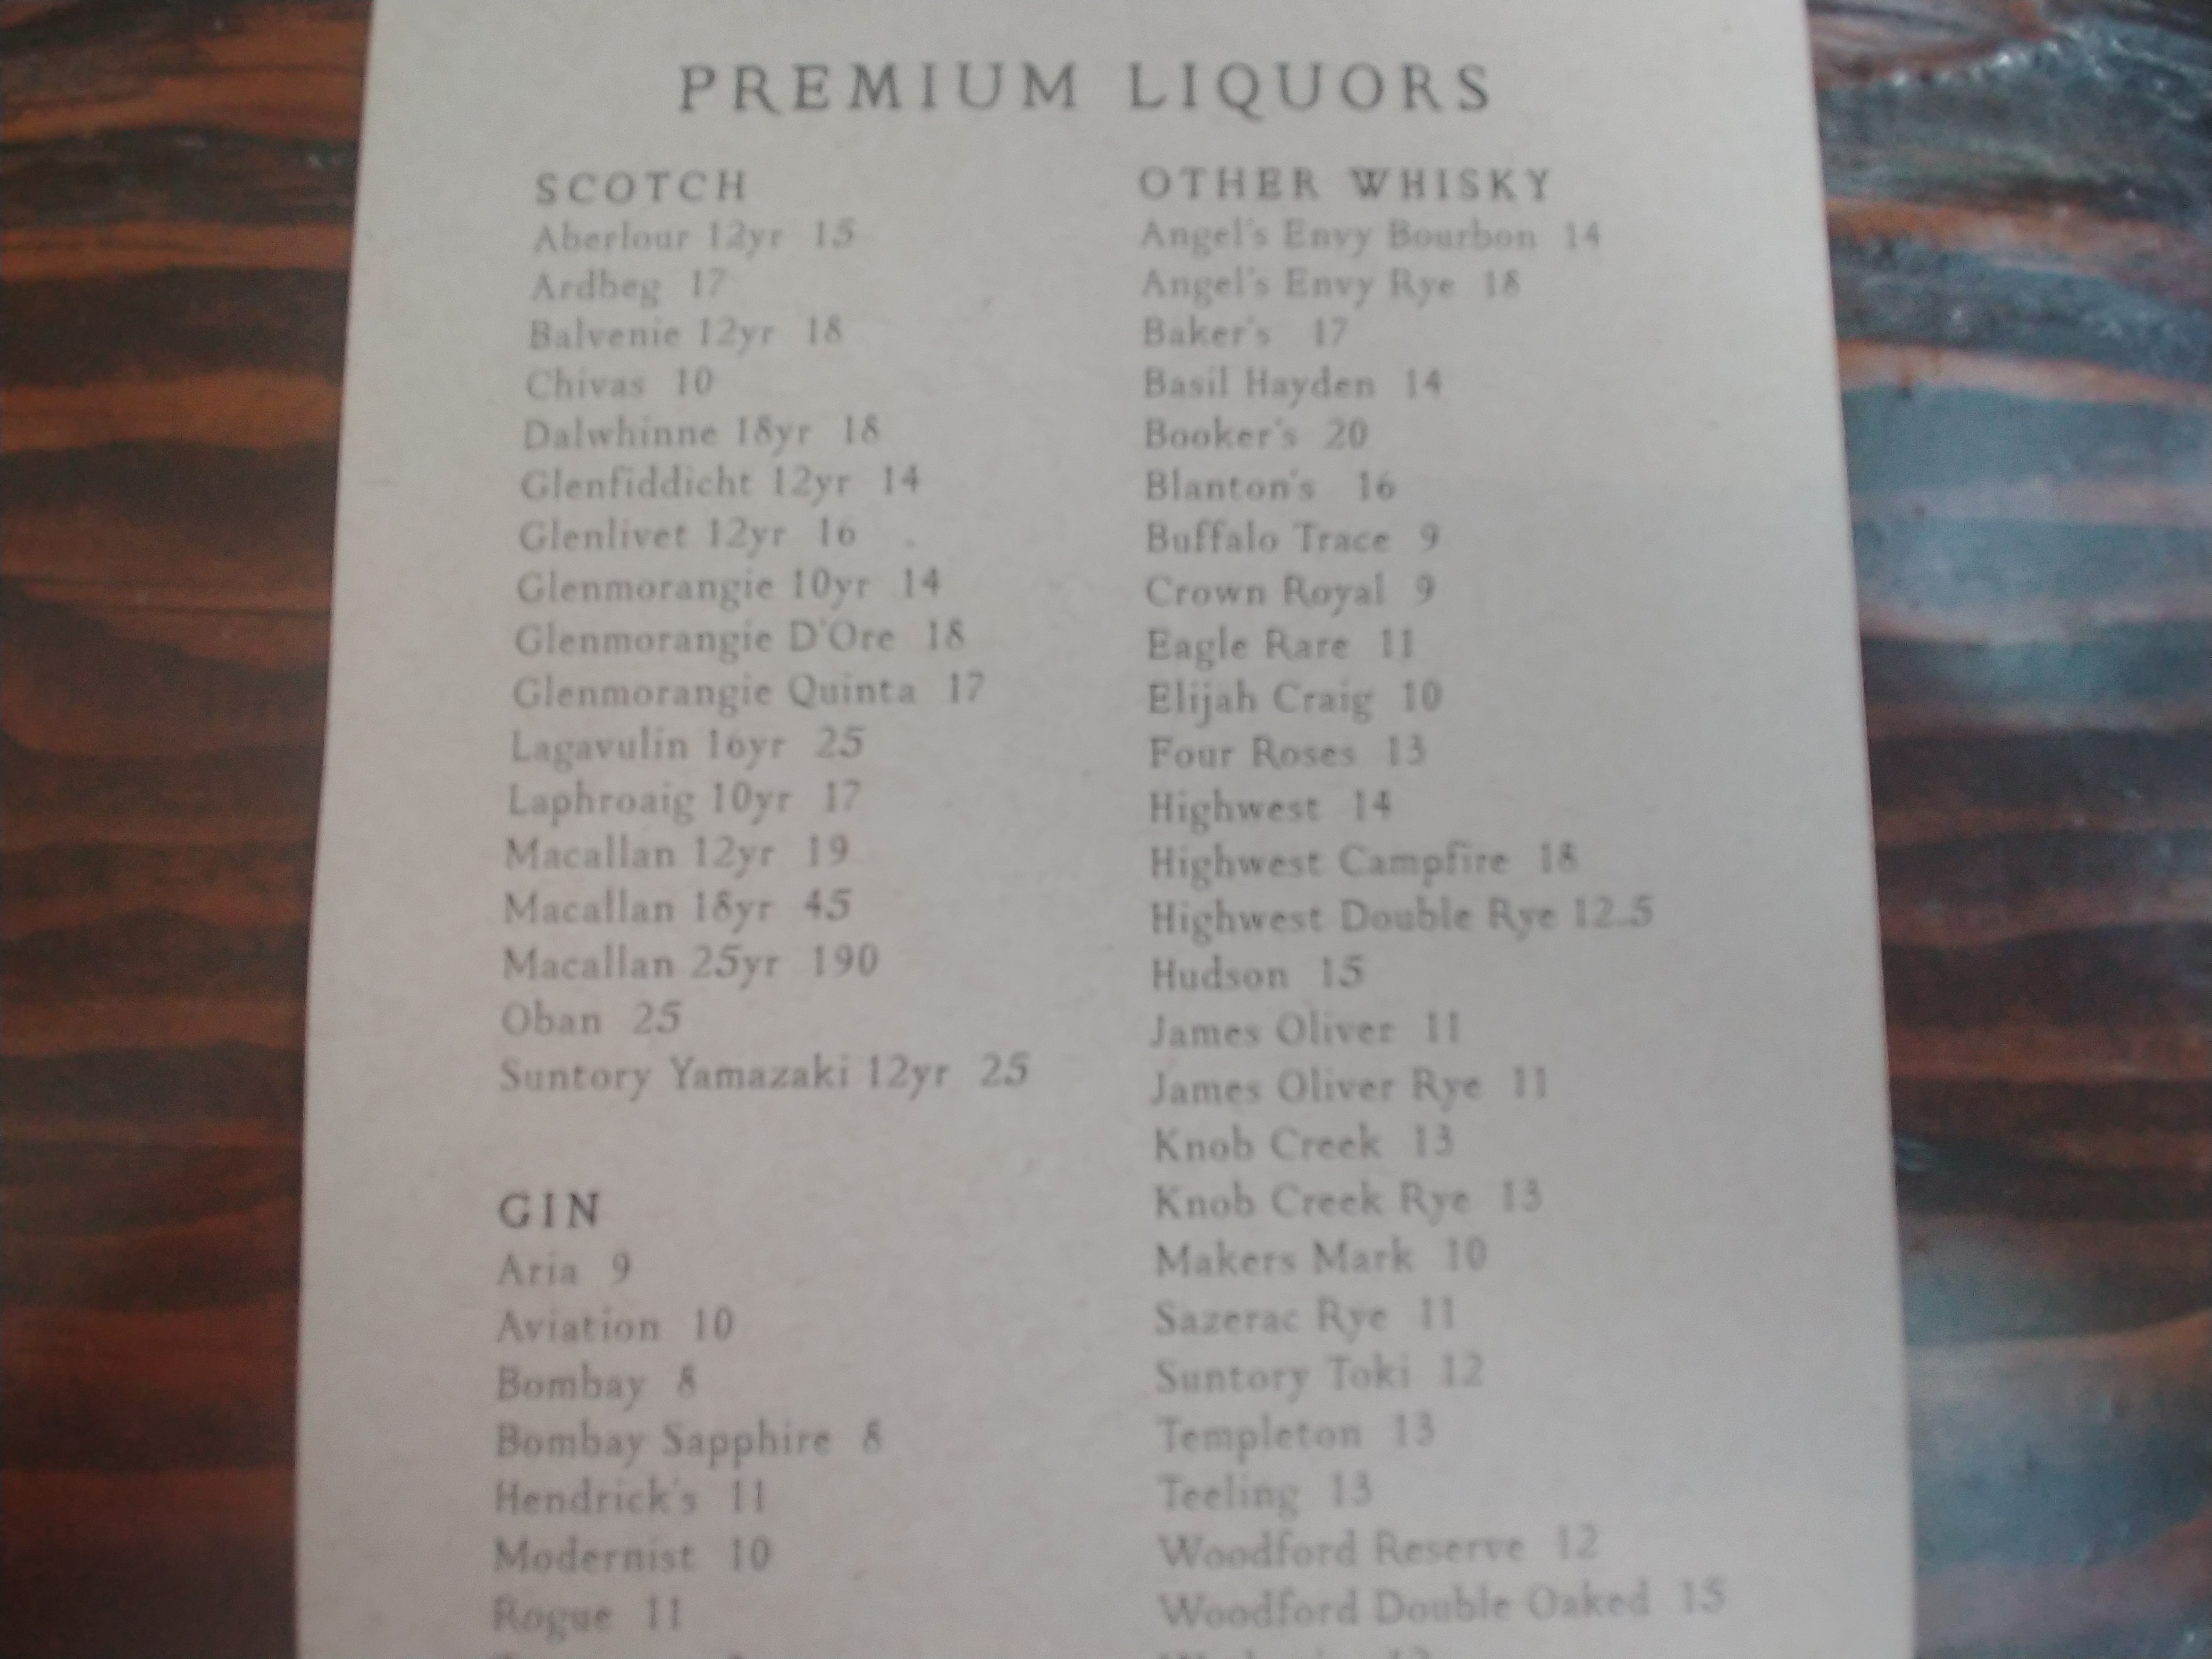 PREMIUM LIQUORS
SCOTCH
Aberlour 12yr 15
Ardbeg 17
Balvenie 12yr 18
Chivas 10
Dalwhinne 18yr 18
Glenfiddicht 12yr 14
Glenlivet 12yr 16
Glenmorangie 10yr 14
Glenmorangie D'Ore 18
Glenmorangie Quinta 17
Lagavulin 16yr 25
Laphroaig 10yr 17
Macallan 12yr 19
Macallan 18yr 45
Macallan 25yr 190
Oban 25
Suntory Yamazaki 12yr 25
GIN
Aria 9
Aviation 10
Bombay 8
Bombay Sapphire 8
Hendrick's 11
Modernist 10
Rogue 11
OTHER WHISKY
Angel's Envy Bourbon 14
Angel's Envy Rye 18
Baker's 17
Basil Hayden 14
Booker's 20
Blanton's 16
Buffalo Trace 9
Crown Royal 9
Eagle Rare 11
Elijah Craig 10
Four Roses 13
Highwest 14
Highwest Campfire 18
Highwest Double Rye 12.5
Hudson 15
James Oliver 11
James Oliver Rye 11
Knob Creek 13
Knob Creek Rye 13
Makers Mark 10
Sazerac Rye 11
Suntory Toki 12
Templeton 13
Teeling 13
Woodford Reserve 12
Woodford Double Oaked 15